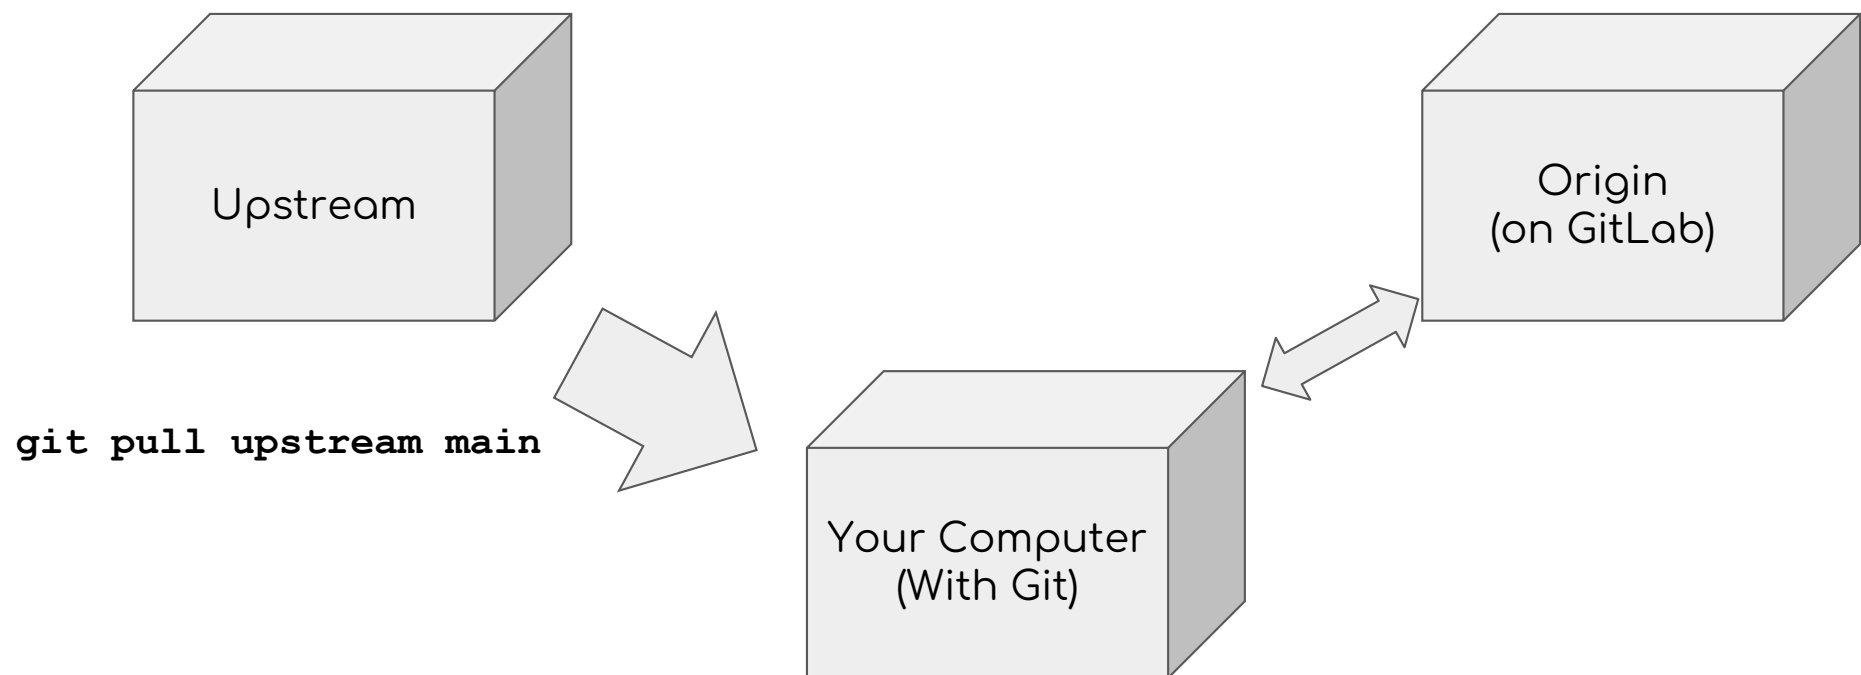 Upstream
Origin
(on GitLab)
git pull upstream main
Your Computer
(With Git)